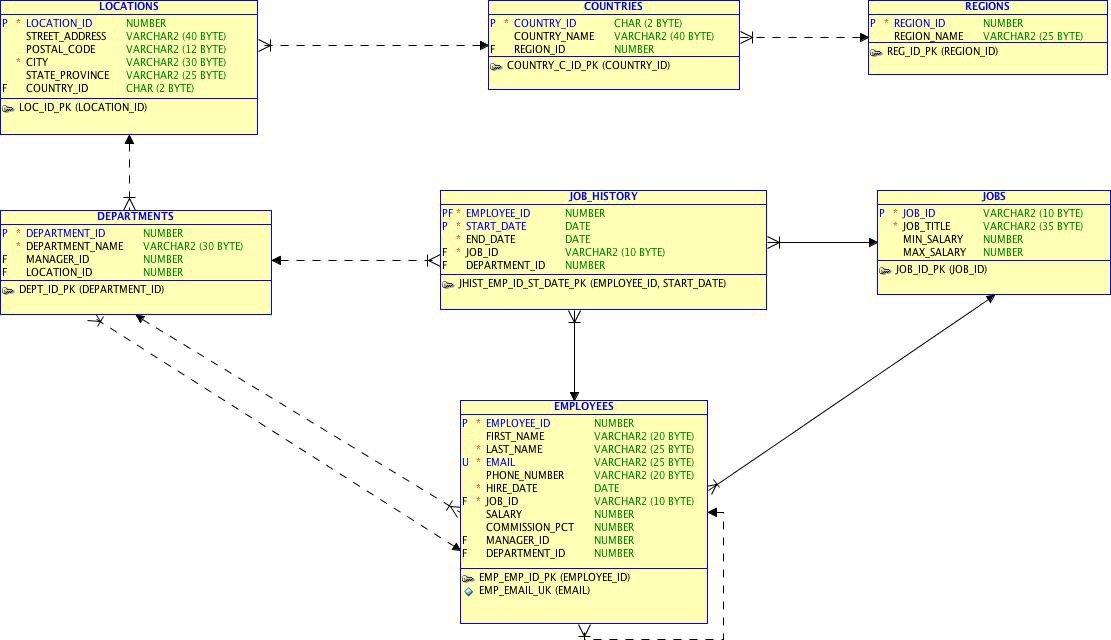 LOCATIONS
P * LOCATION_ID NUMBER
STREET_ADDRESS VARCHAR2 (40 BYTE)
POSTAL_CODE VARCHAR2 (12 BYTE)
* CITY VARCHAR2 (30 BYTE)
STATE_PROVINCE VARCHAR2 (25 BYTE)
F COUNTRY_ID CHAR (2 BYTE)
LOC_ID_PK (LOCATION_ID)
COUNTRIES
P * COUNTRY_ID CHAR (2 BYTE)
COUNTRY_NAME VARCHAR2 (40 BYTE)
F REGION_ID NUMBER
COUNTRY_C_ID_PK (COUNTRY_ID)
REGIONS
P * REGION_ID NUMBER
REGION_NAME VARCHAR2 (25 BYTE)
REG_ID_PK (REGION_ID)
DEPARTMENTS
P * DEPARTMENT_ID NUMBER
* DEPARTMENT_NAME VARCHAR2 (30 BYTE)
F MANAGER_ID NUMBER
F LOCATION_ID NUMBER
DEPT_ID_PK (DEPARTMENT_ID)
JOB_HISTORY
PF * EMPLOYEE_ID NUMBER
P * START_DATE DATE
* END_DATE DATE
F * JOB_ID VARCHAR2 (10 BYTE)
F DEPARTMENT_ID NUMBER
JHIST_EMP_ID_ST_DATE_PK (EMPLOYEE_ID, START_DATE)
JOBS
P * JOB_ID VARCHAR2 (10 BYTE)
* JOB_TITLE VARCHAR2 (35 BYTE)
MIN_SALARY NUMBER
MAX_SALARY NUMBER
JOB_ID_PK (JOB_ID)
EMPLOYEES
P * EMPLOYEE_ID NUMBER
FIRST_NAME VARCHAR2 (20 BYTE)
* LAST_NAME VARCHAR2 (25 BYTE)
U * EMAIL VARCHAR2 (25 BYTE)
PHONE_NUMBER VARCHAR2 (20 BYTE)
* HIRE_DATE DATE
F * JOB_ID VARCHAR2 (10 BYTE)
SALARY NUMBER
COMMISSION_PCT NUMBER
F MANAGER_ID NUMBER
F DEPARTMENT_ID NUMBER
EMP_EMP_ID_PK (EMPLOYEE_ID)
EMP_EMAIL_UK (EMAIL)